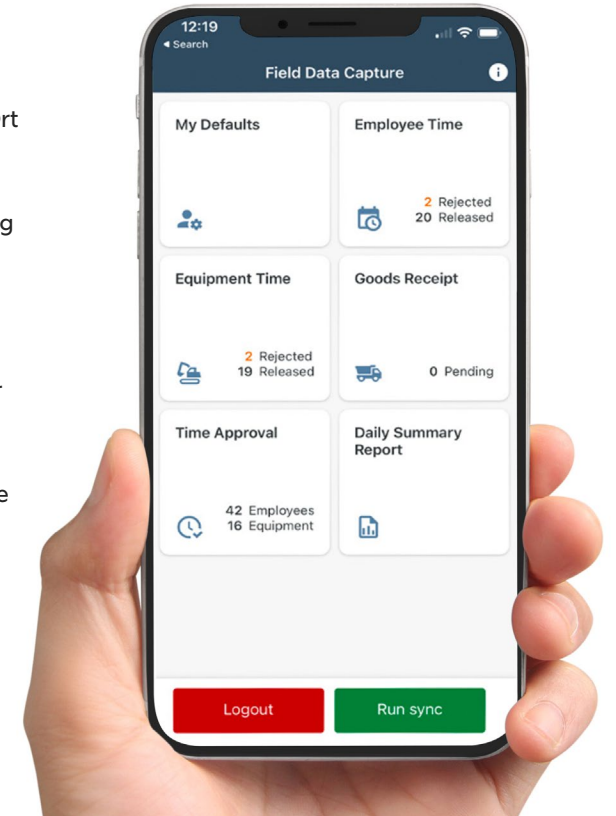 rt
g
e
12:19
Search
Field Data Capture
My Defaults
Employee Time
2 Rejected
20 Released
Equipment Time
2 Rejected
19 Released
Goods Receipt
0 Pending
Time Approval
42 Employees
16 Equipment
Daily Summary
Report
Logout
Run sync